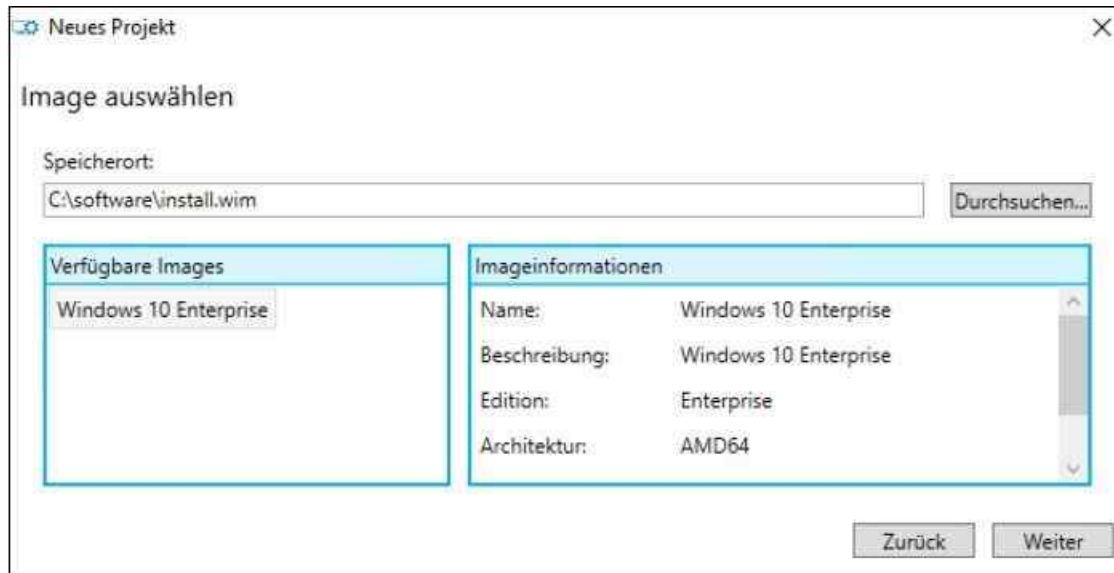 Neues Projekt
Image auswählen
Speicherort:
C:\software\install.wim
Durchsuchen...
Verfügbare Images
Windows 10 Enterprise
Imageinformationen
Name: Windows 10 Enterprise
Beschreibung: Windows 10 Enterprise
Edition: Enterprise
Architektur: AMD64
Zurück
Weiter